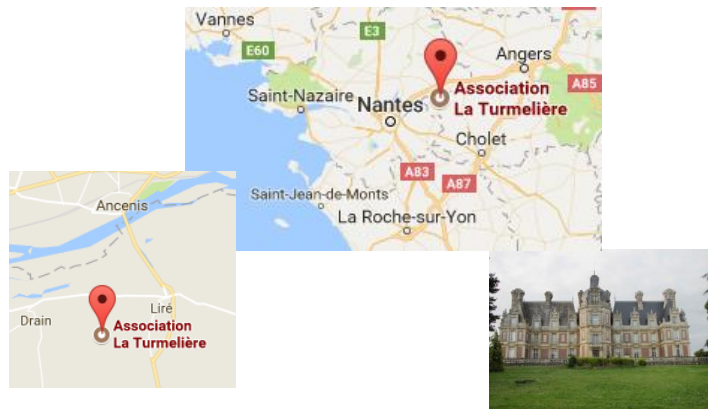 Vannes
E60
E3
Angers
A85
Saint-Nazaire
Nantes
Association
La Turmelière
Cholet
A83
A87
Saint-Jean-de-Monts
La Roche-sur-Yon
Ancenis
Drain
Liré
Association
La Turmelière